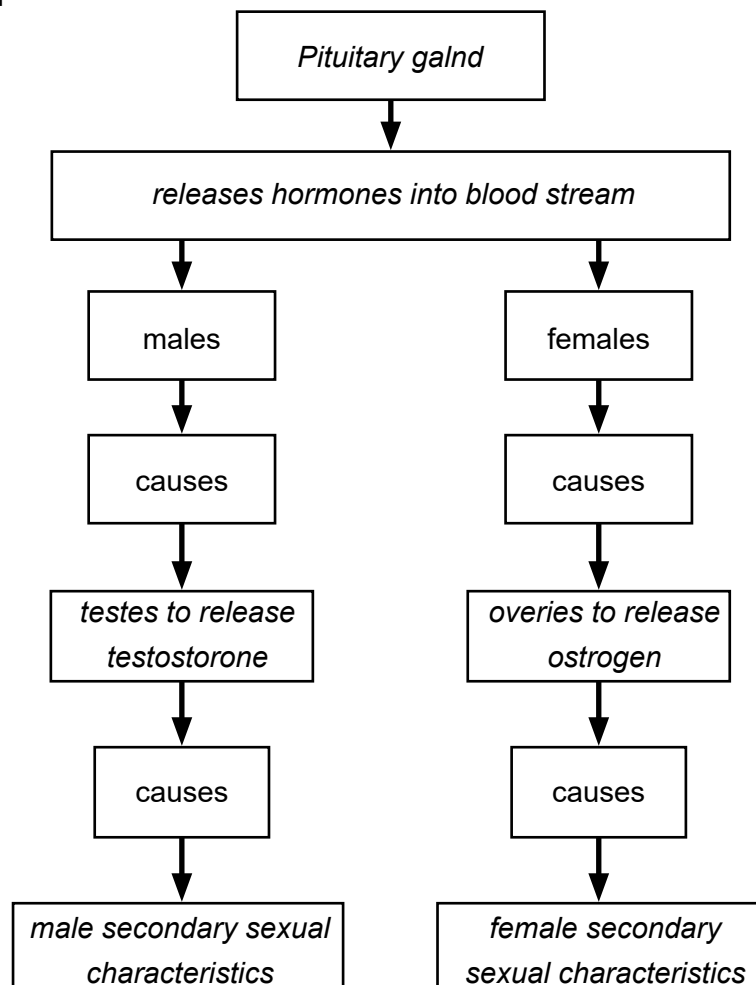 Pituitary galnd
releases hormones into blood stream
males
females
causes
causes
testes to release
testostorone
overies to release
ostrogen
causes
causes
male secondary sexual
characteristics
female secondary
sexual characteristics